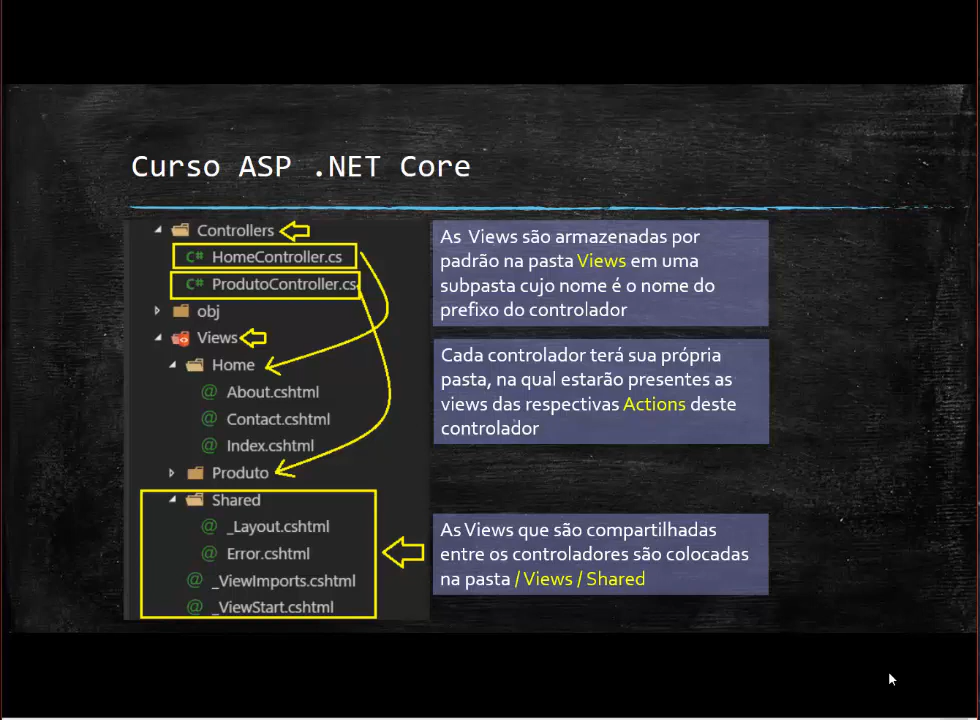 Curso ASP .NET Core
Controllers
C# HomeController.cs
C# ProdutoController.cs
obj
Views
Home
@ About.cshtml
@ Contact.cshtml
@ Index.cshtml
Produto
Shared
@ _Layout.cshtml
@ Error.cshtml
@ _ViewImports.cshtml
@ _ViewStart.cshtml
As Views são armazenadas por
padrão na pasta Views em uma
subpasta cujo nome é o nome do
prefixo do controlador
Cada controlador terá sua própria
pasta, na qual estarão presentes as
views das respectivas Actions deste
controlador
As Views que são compartilhadas
entre os controladores são colocadas
na pasta / Views / Shared